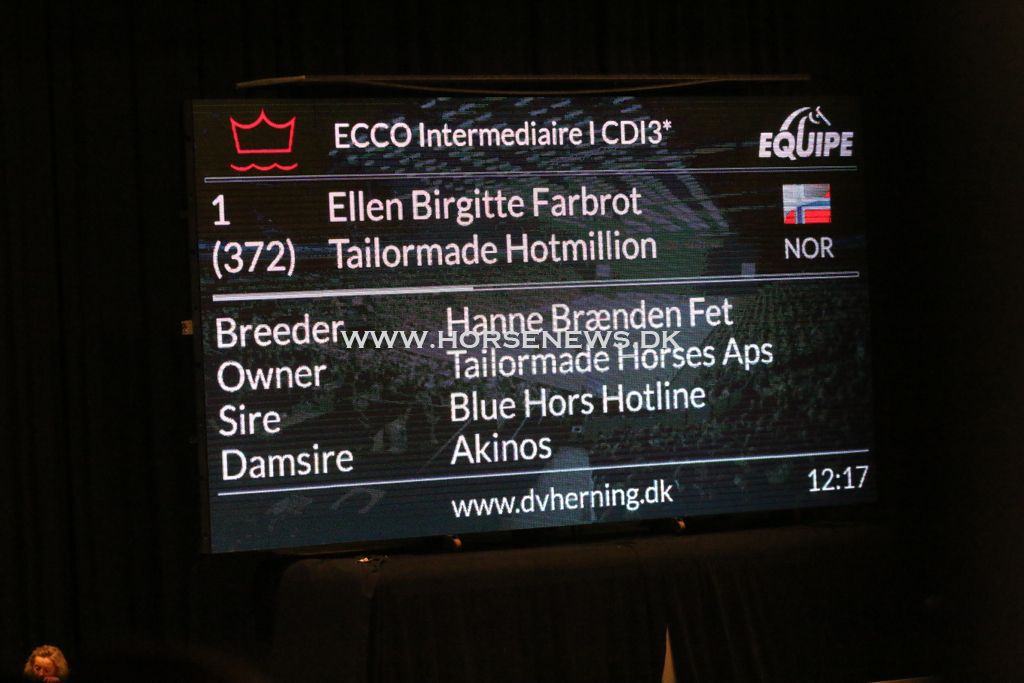 ECCO Intermediaire I CDI3*
EQUIPE
1 Ellen Birgitte Farbrot
(372) Tailormade Hotmillion NOR
Breeder Hanne Brænden Fet
WWW.HORSENEWS.DK
Owner Tailormade Horses Aps
Sire Blue Hors Hotline
Damsire Akinos
www.dvherning.dk 12:17